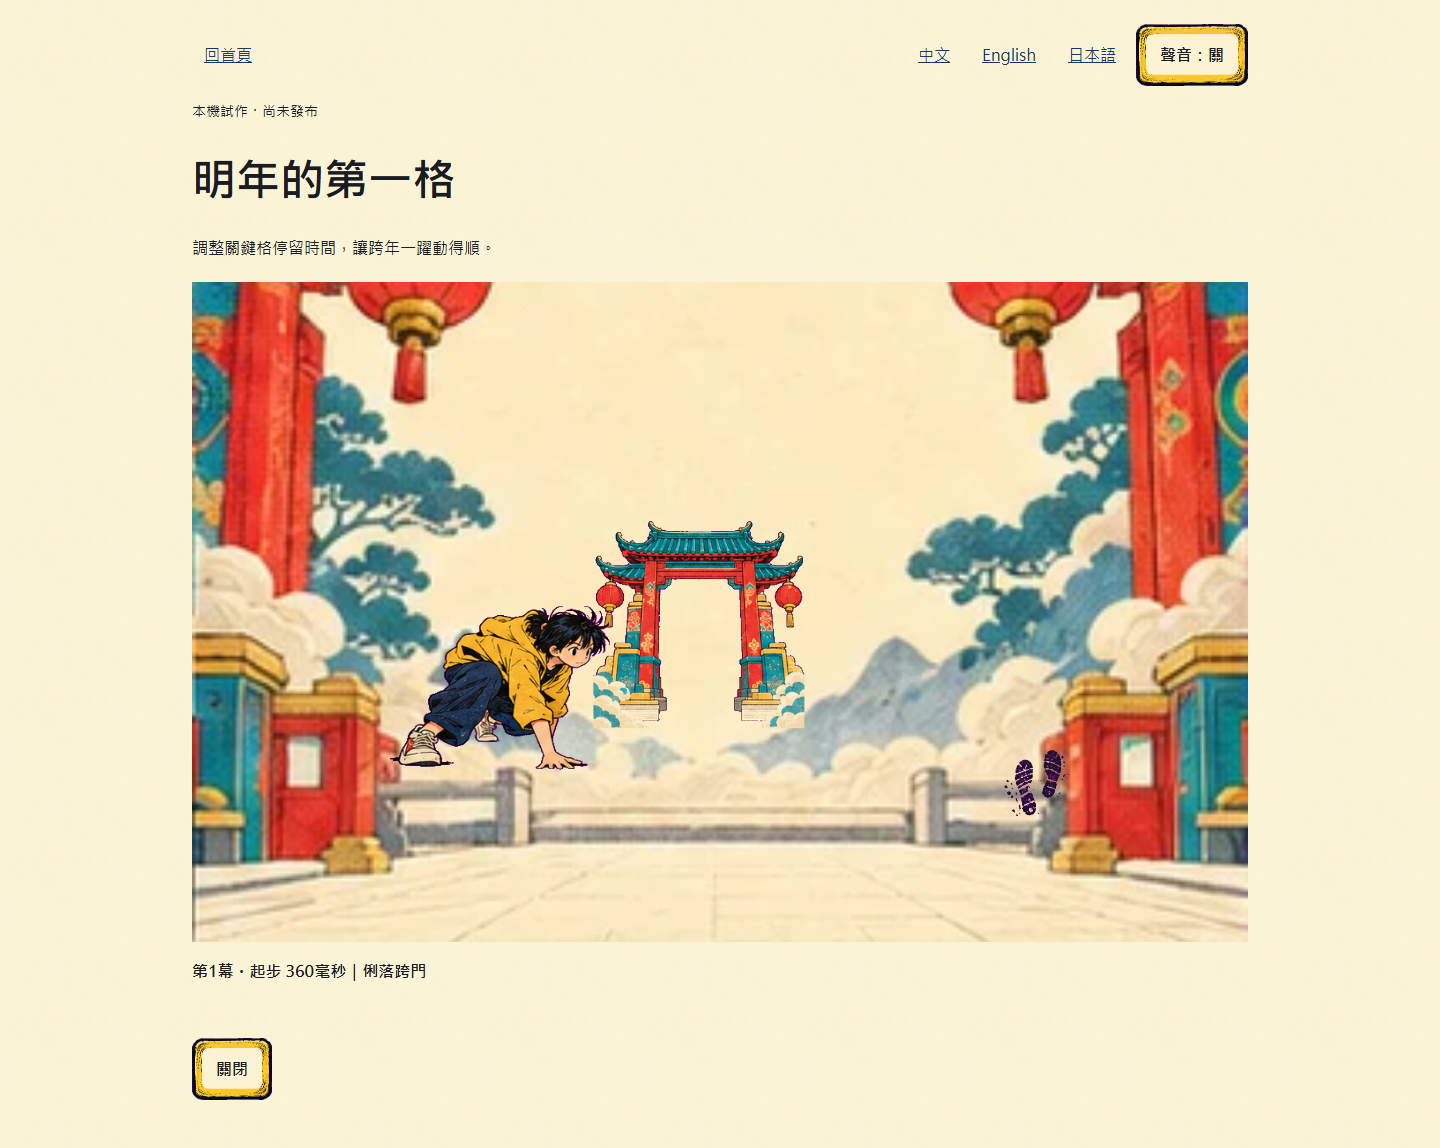 回首頁
中文 English 日本語 聲音：關
本機試作・尚未發布
明年的第一格
調整關鍵格停留時間，讓跨年一躍動得順。
第1幕・起步 360毫秒｜俐落跨門
關閉